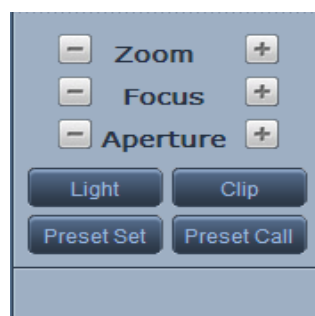 − Zoom +
− Focus +
− Aperture +
Light Clip
Preset Set Preset Call